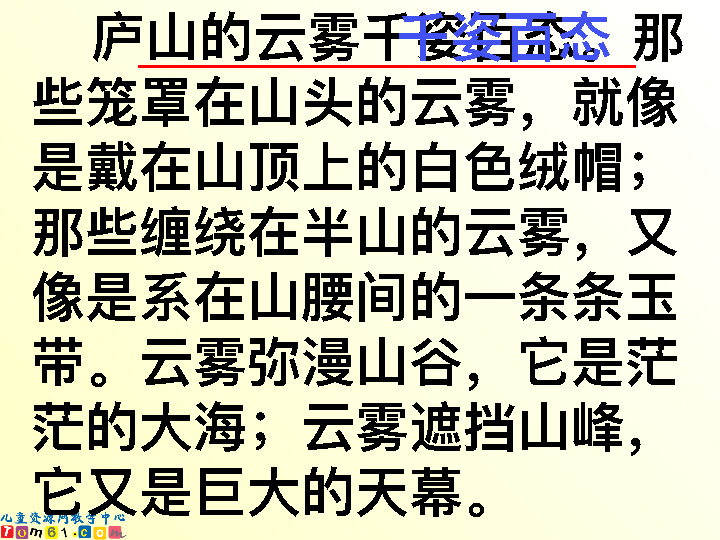 庐山的云雾千姿百态。那
千姿百态
些笼罩在山头的云雾，就像
是戴在山顶上的白色绒帽；
那些缠绕在半山的云雾，又
像是系在山腰间的一条条玉
带。云雾弥漫山谷，它是茫
茫的大海；云雾遮挡山峰，
它又是巨大的天幕。
儿童资源网教学中心
Tom61.com